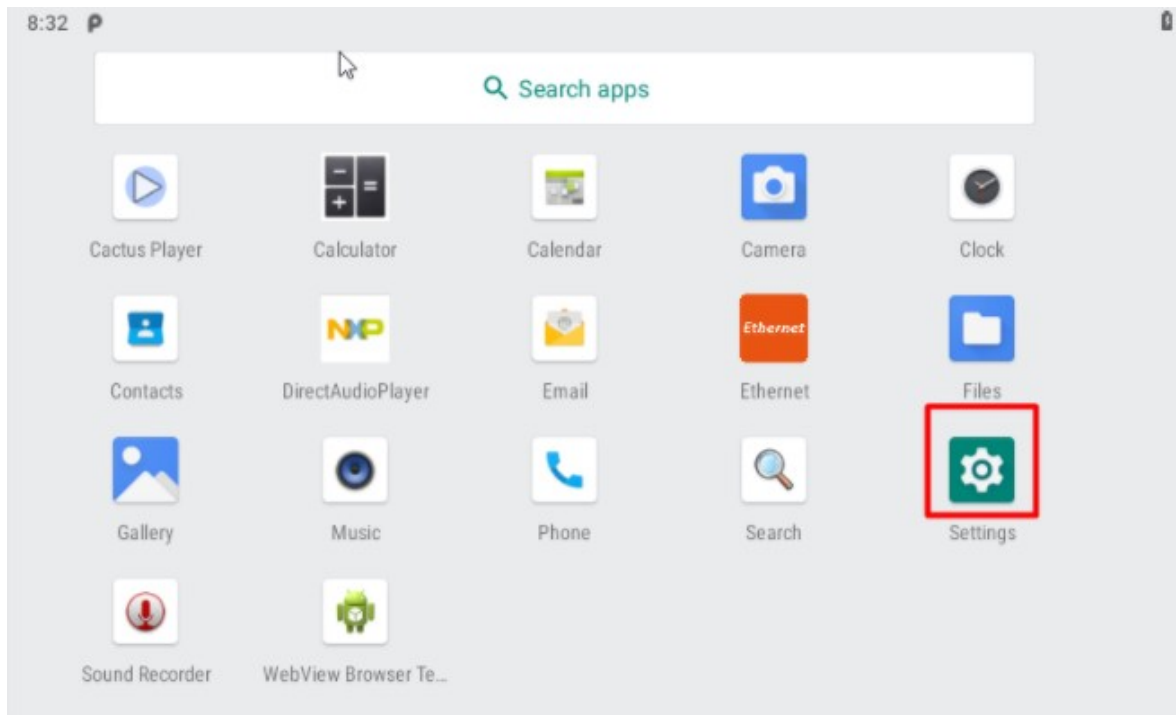 8:32
Search apps
Cactus Player Calculator Calendar Camera Clock
NXP Ethernet
Contacts DirectAudioPlayer Email Ethernet Files
Gallery Music Phone Search Settings
Sound Recorder WebView Browser Te...